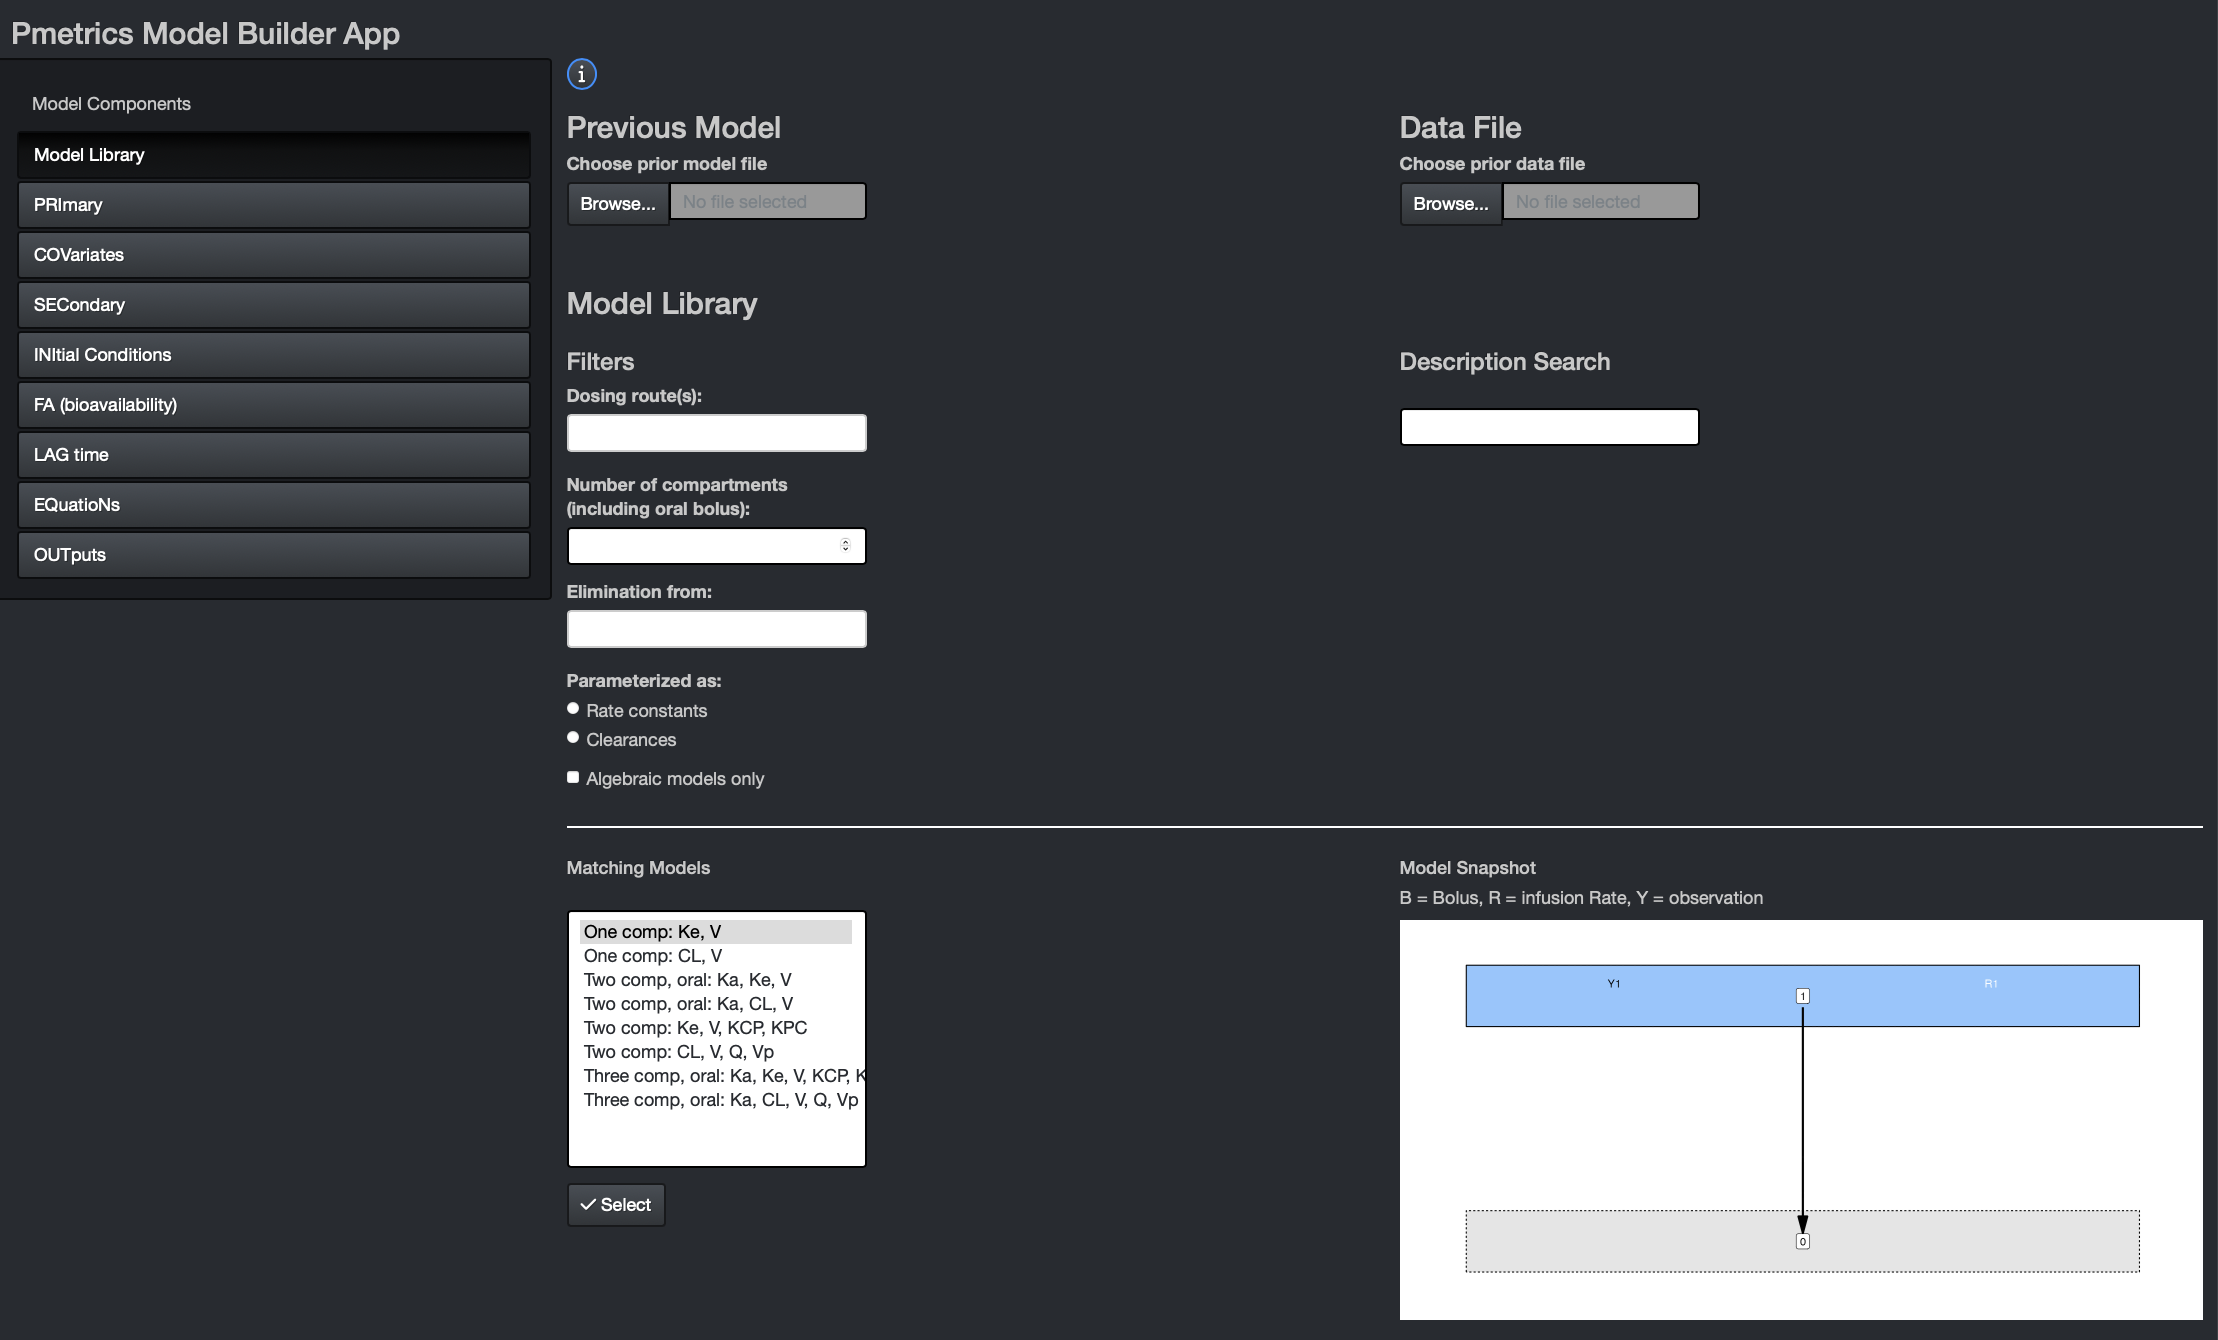 Pmetrics Model Builder App
Model Components
Model Library
PRImary
COVariates
SECondary
INItial Conditions
FA (bioavailability)
LAG time
EQuatioNs
OUTputs
i
Previous Model
Choose prior model file
Browse... No file selected
Data File
Choose prior data file
Browse... No file selected
Model Library
Filters
Dosing route(s):
Number of compartments
(including oral bolus):
Elimination from:
Parameterized as:
Rate constants
Clearances
Algebraic models only
Description Search
Matching Models
One comp: Ke, V
One comp: CL, V
Two comp, oral: Ka, Ke, V
Two comp, oral: Ka, CL, V
Two comp: Ke, V, KCP, KPC
Two comp: CL, V, Q, Vp
Three comp, oral: Ka, Ke, V, KCP, K
Three comp, oral: Ka, CL, V, Q, Vp
Select
Model Snapshot
B = Bolus, R = infusion Rate, Y = observation
Y1 1 R1
0